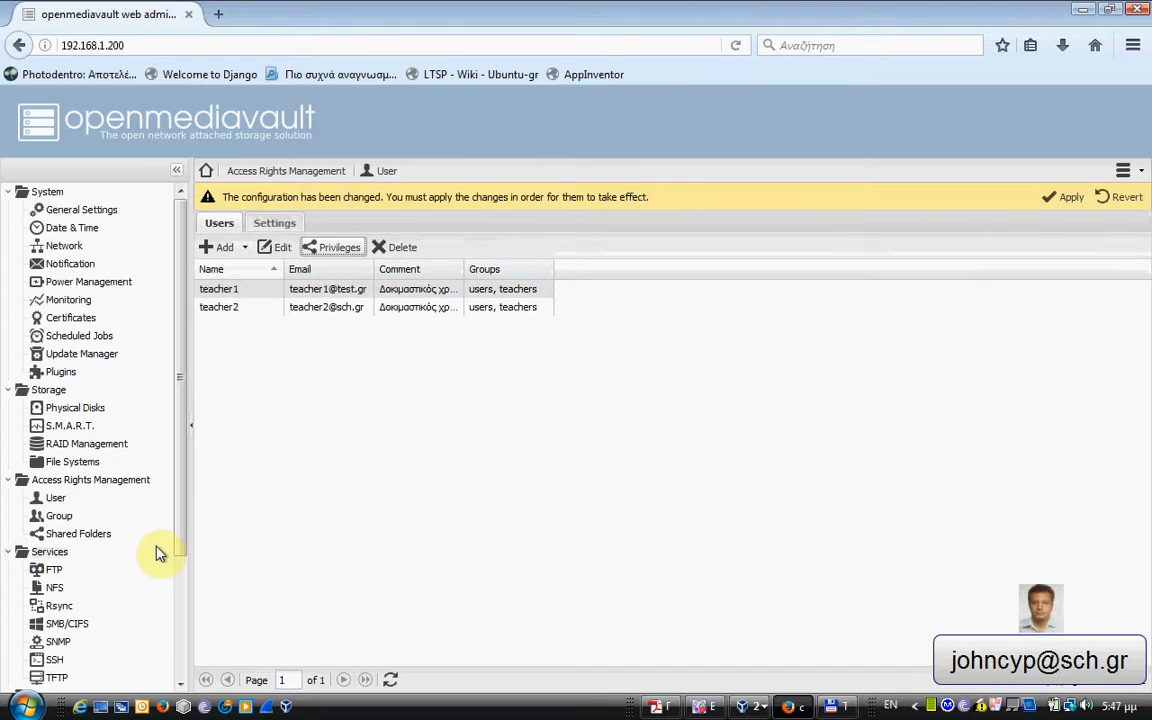 openmediavault web admi...
192.168.1.200
Αναζήτηση
Photodentro: Αποτελέ...
Welcome to Django
Πιο συχνά αναγνωσμ...
LTSP - Wiki - Ubuntu-gr
AppInventor
openmediavault
The open network attached storage solution
Access Rights Management
User
The configuration has been changed. You must apply the changes in order for them to take effect.
Apply
Revert
Users
Settings
Add
Edit
Privileges
Delete
Name Email Comment Groups
teacher1 teacher1@test.gr Δοκιμαστικός χρ... users, teachers
teacher2 teacher2@sch.gr Δοκιμαστικός χρ... users, teachers
System
General Settings
Date & Time
Network
Notification
Power Management
Monitoring
Certificates
Scheduled Jobs
Update Manager
Plugins
Storage
Physical Disks
S.M.A.R.T.
RAID Management
File Systems
Access Rights Management
User
Group
Shared Folders
Services
FTP
NFS
Rsync
SMB/CIFS
SNMP
SSH
TFTP
Page 1 of 1
johncyp@sch.gr
Γ
E
2
c
T
EN
5:47 μμ